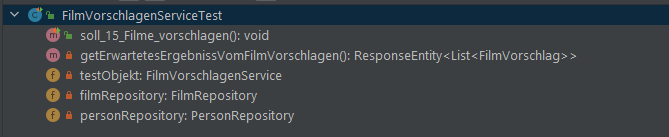 FilmVorschlagenServiceTest
soll_15_Filme_vorschlagen(): void
getErwartetesErgebnissVomFilmVorschlagen(): ResponseEntity<List<FilmVorschlag>>
testObjekt: FilmVorschlagenService
filmRepository: FilmRepository
personRepository: PersonRepository